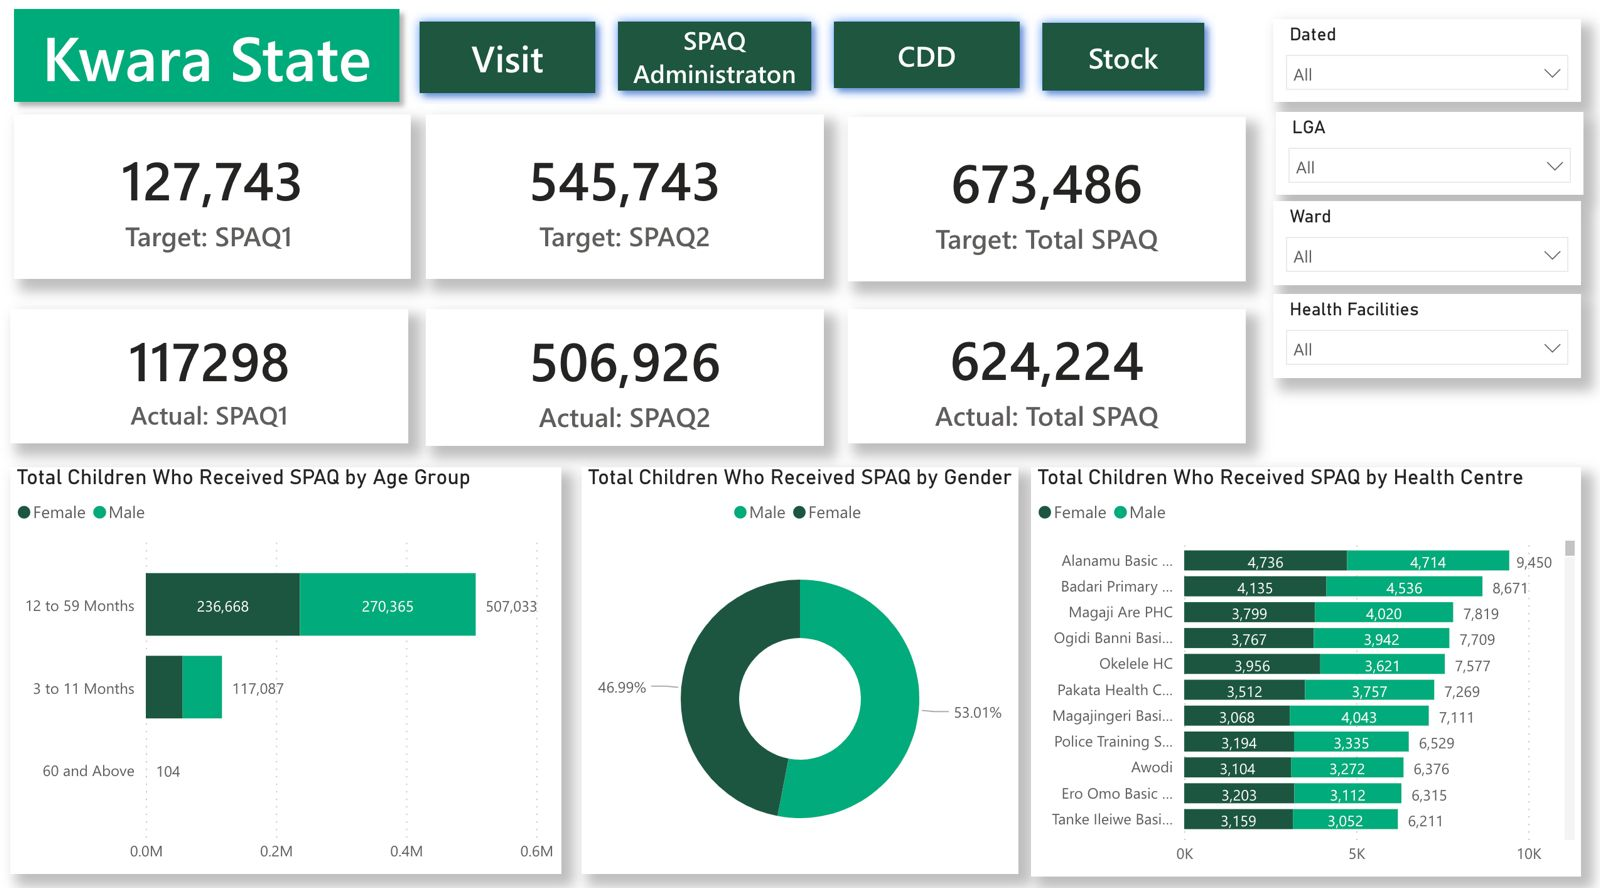 Kwara State
Visit
SPAQ
Administraton
CDD
Stock
Dated
All
LGA
All
Ward
All
Health Facilities
All
127,743
Target: SPAQ1
545,743
Target: SPAQ2
673,486
Target: Total SPAQ
117298
Actual: SPAQ1
506,926
Actual: SPAQ2
624,224
Actual: Total SPAQ
Total Children Who Received SPAQ by Age Group
Female Male
12 to 59 Months 236,668 270,365 507,033
3 to 11 Months 117,087
60 and Above 104
0.0M 0.2M 0.4M 0.6M
Total Children Who Received SPAQ by Gender
Male Female
46.99%
53.01%
Total Children Who Received SPAQ by Health Centre
Female Male
Alanamu Basic ... 4,736 4,714 9,450
Badari Primary ... 4,135 4,536 8,671
Magaji Are PHC 3,799 4,020 7,819
Ogidi Banni Basi... 3,767 3,942 7,709
Okelele HC 3,956 3,621 7,577
Pakata Health C... 3,512 3,757 7,269
Magajingeri Basi... 3,068 4,043 7,111
Police Training S... 3,194 3,335 6,529
Awodi 3,104 3,272 6,376
Ero Omo Basic ... 3,203 3,112 6,315
Tanke Ileiwe Basi... 3,159 3,052 6,211
0K 5K 10K